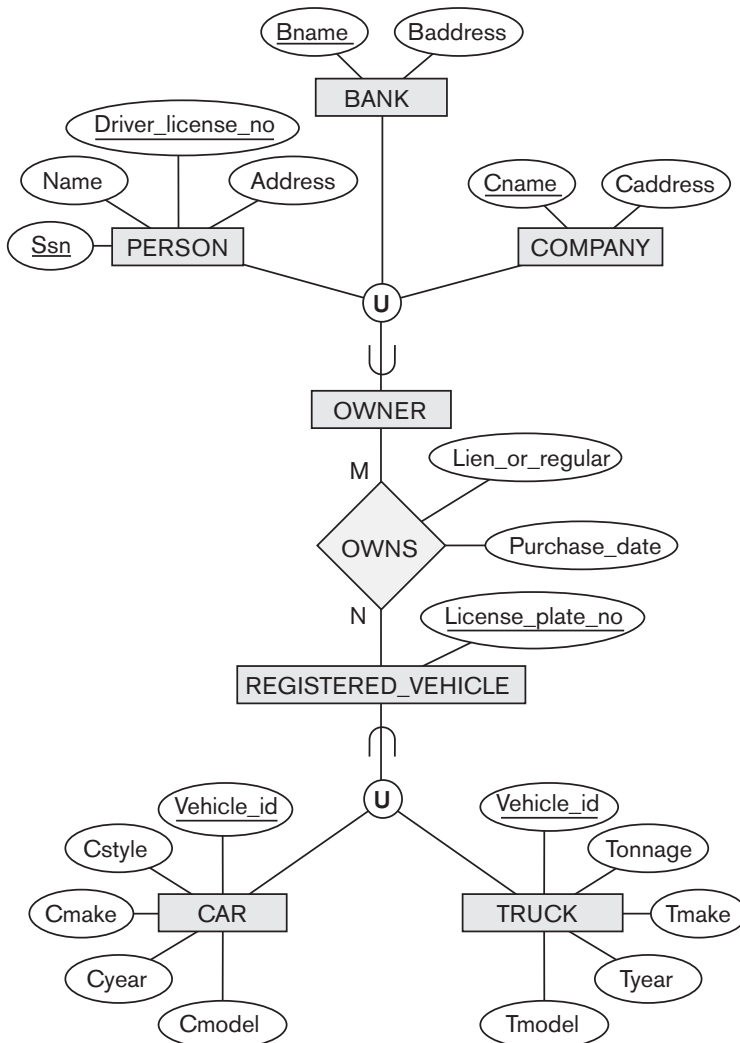 Bname
Baddress
BANK
Driver_license_no
Name
Address
Cname
Caddress
Ssn
PERSON
COMPANY
U
OWNER
M
Lien_or_regular
OWNS
Purchase_date
N
License_plate_no
REGISTERED_VEHICLE
U
Vehicle_id
Vehicle_id
Cstyle
Tonnage
Cmake
CAR
TRUCK
Tmake
Cyear
Tyear
Cmodel
Tmodel